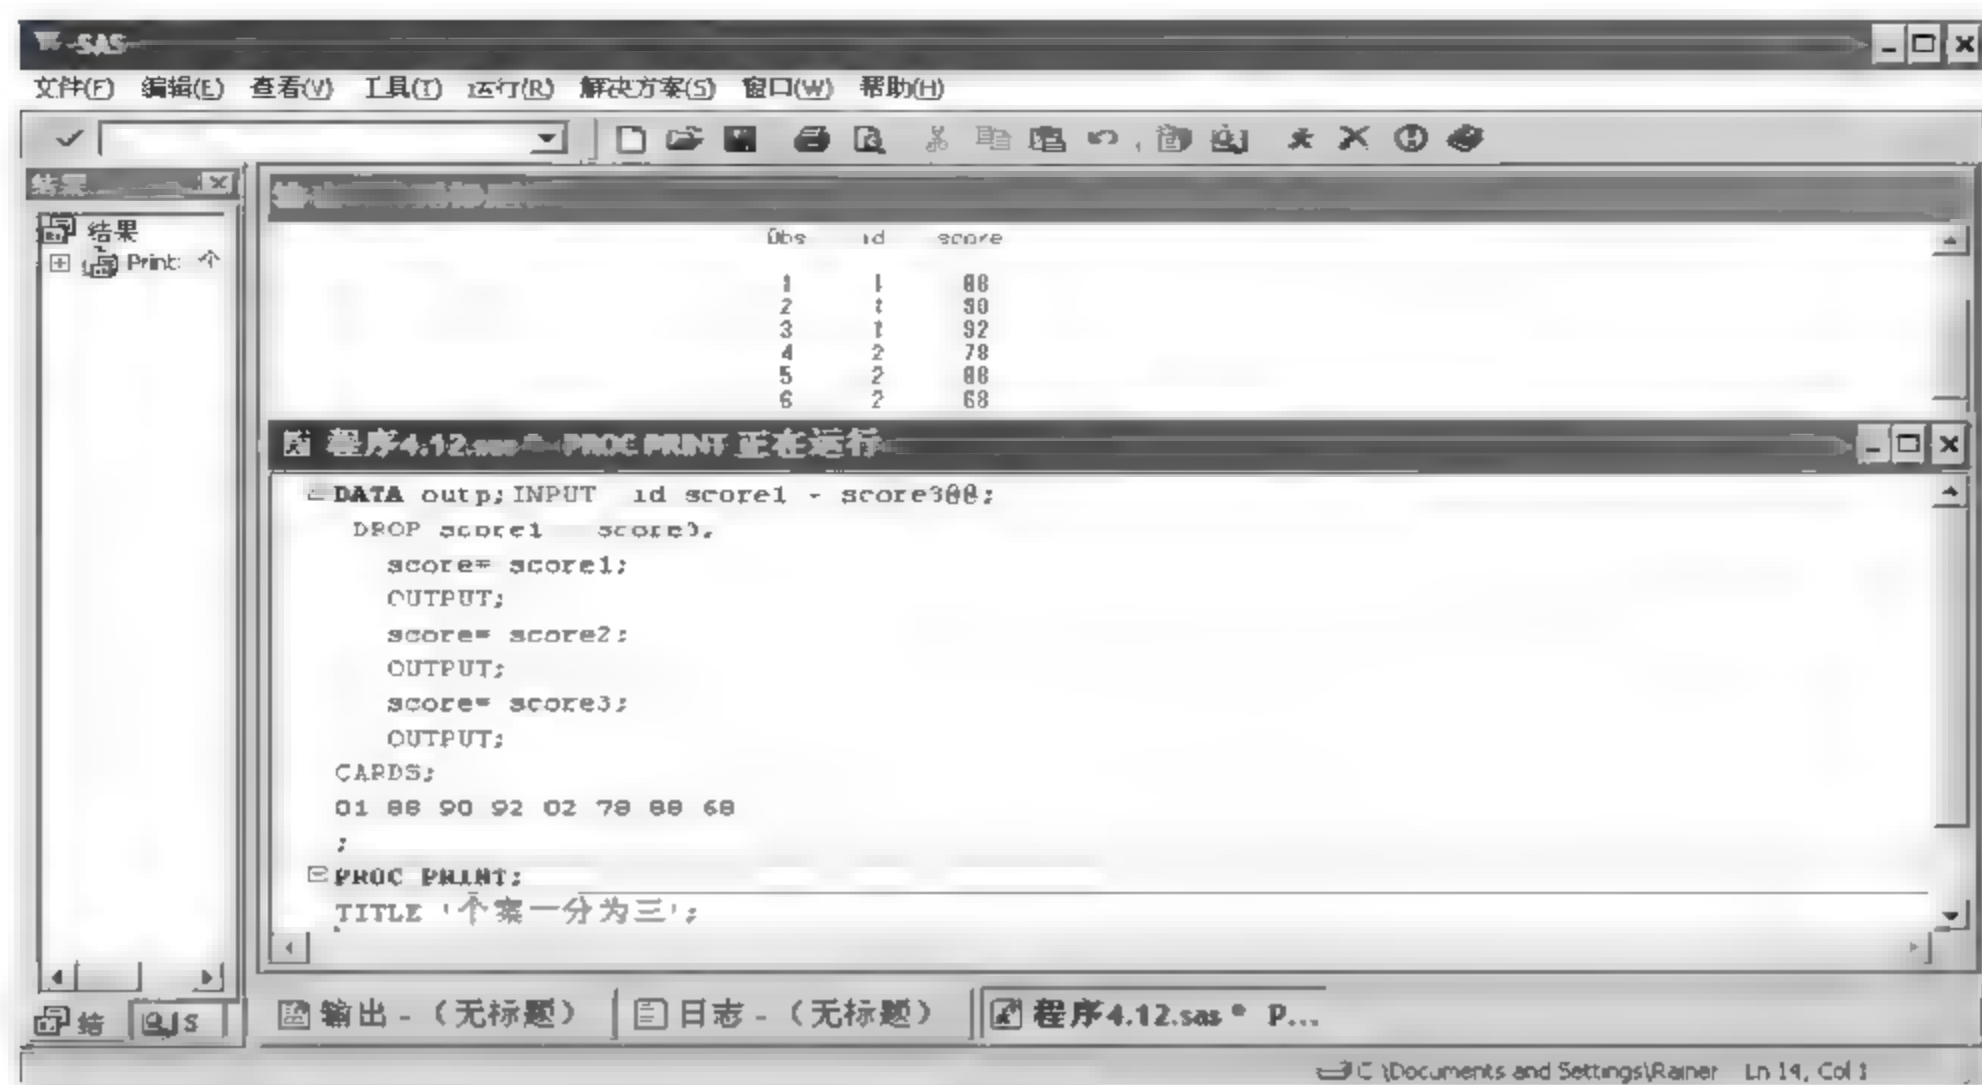 SAS
文件(F) 编辑(E) 查看(V) 工具(T) 运行(R) 解决方案(S) 窗口(W) 帮助(H)
结果
结果
Print: 个
Obs id score
1 1 88
2 1 90
3 1 92
4 2 78
5 2 88
6 2 68
程序4.12.sas * PROC PRINT 正在运行
DATA outp;INPUT id score1 - score3@@;
DROP score1 score3;
score= score1;
OUTPUT;
score= score2;
OUTPUT;
score= score3;
OUTPUT;
CARDS;
01 88 90 92 02 78 88 68
;
PROC PRINT;
TITLE '个案一分为三';
结 S 输出 - （无标题） 日志 - （无标题） 程序4.12.sas * P...
C:\Documents and Settings\Rainer Ln 14, Col 1